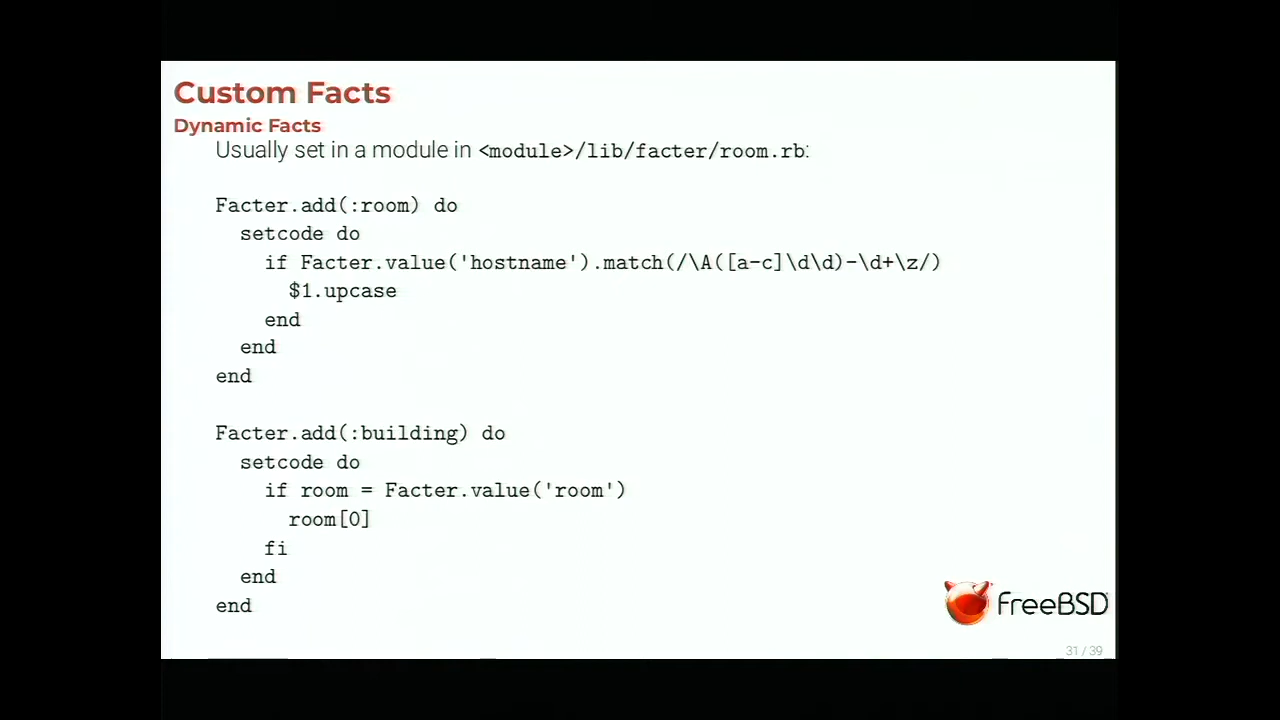 Custom Facts
Dynamic Facts
Usually set in a module in <module>/lib/facter/room.rb:
Facter.add(:room) do
  setcode do
    if Facter.value('hostname').match(/\A([a-c]\d\d)-\d+\z/)
      $1.upcase
    end
  end
end
Facter.add(:building) do
  setcode do
    if room = Facter.value('room')
      room[0]
    fi
  end
end
FreeBSD
31 / 39